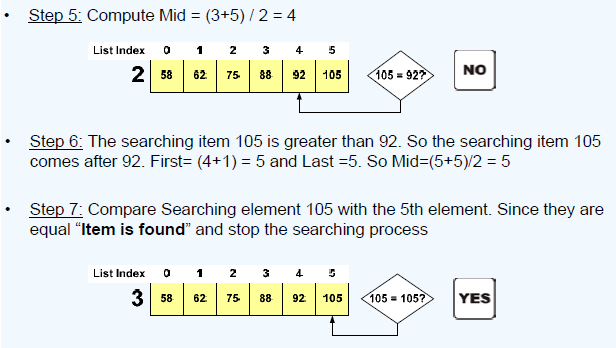 • Step 5: Compute Mid = (3+5) / 2 = 4
List Index 0 1 2 3 4 5
2 58 62 75 88 92 105 105 = 92? NO
• Step 6: The searching item 105 is greater than 92. So the searching item 105
comes after 92. First= (4+1) = 5 and Last =5. So Mid=(5+5)/2 = 5
• Step 7: Compare Searching element 105 with the 5th element. Since they are
equal “Item is found” and stop the searching process
List Index 0 1 2 3 4 5
3 58 62 75 88 92 105 105 = 105? YES